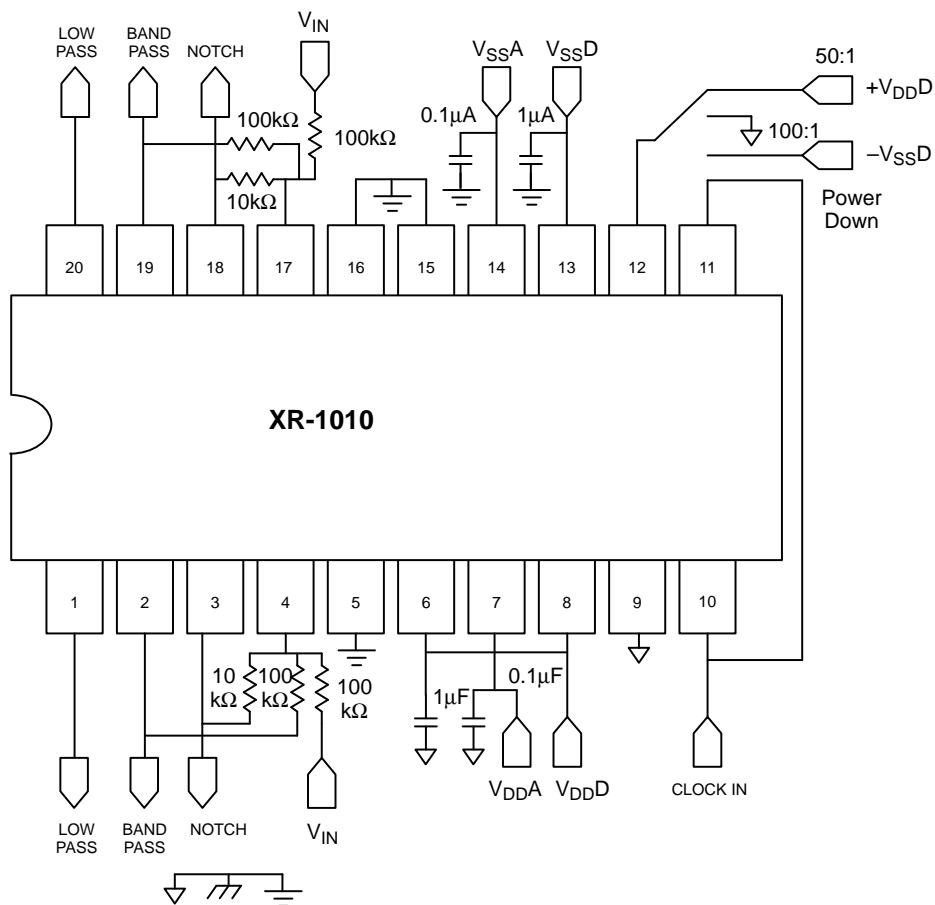 LOW
PASS
BAND
PASS
NOTCH
V_IN
V_SSA
V_SSD
50:1
+V_DDD
0.1μA
1μA
100:1
100kΩ
100kΩ
–V_SSD
10kΩ
Power
Down
20
19
18
17
16
15
14
13
12
11
XR-1010
1
2
3
4
5
6
7
8
9
10
10
kΩ
100
kΩ
100
kΩ
1μF
0.1μF
V_DDA
V_DDD
CLOCK IN
LOW
PASS
BAND
PASS
NOTCH
V_IN